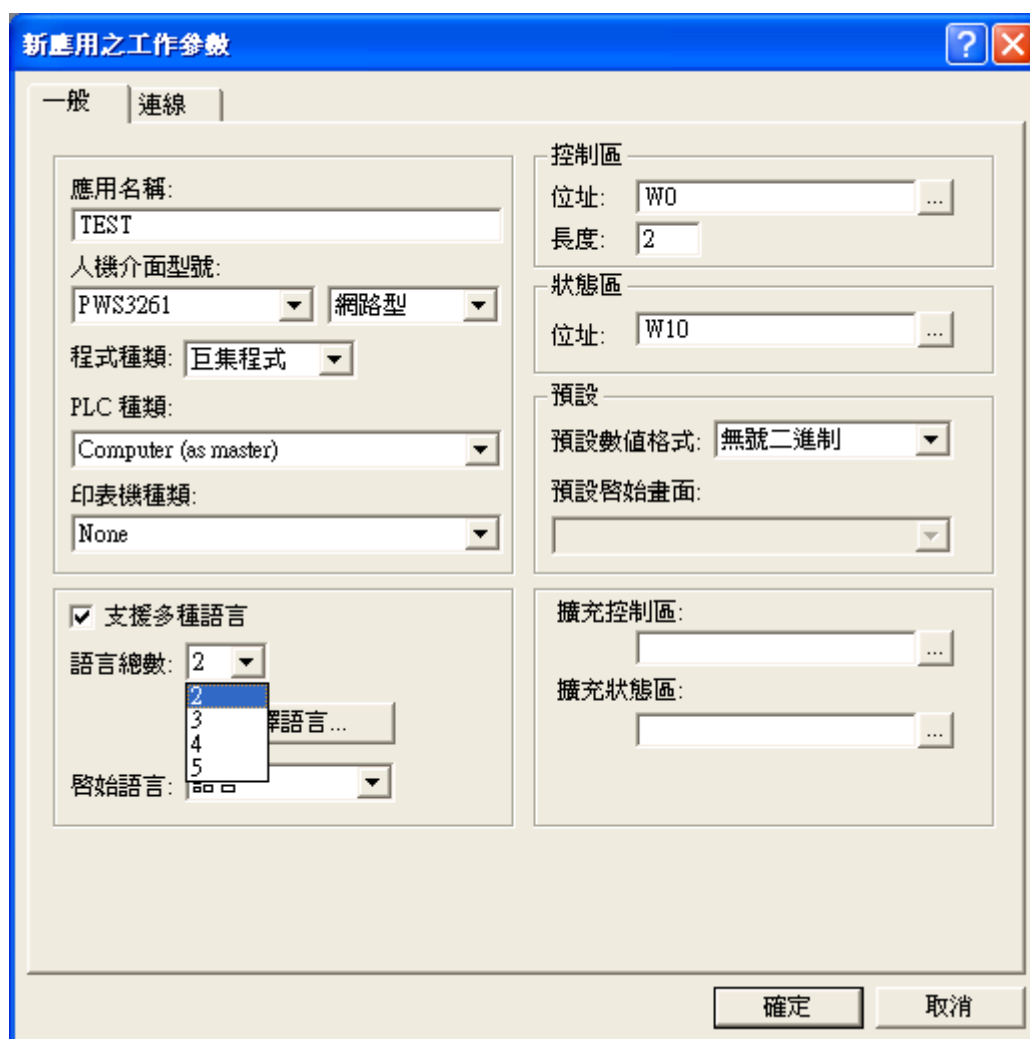 新應用之工作參數
一般
連線
應用名稱:
TEST
人機介面型號:
PWS3261
網路型
程式種類:
巨集程式
PLC 種類:
Computer (as master)
印表機種類:
None
支援多種語言
語言總數:
2
2
3
4
5
語言...
啓始語言:
控制區
位址:
W0
...
長度:
2
狀態區
位址:
W10
...
預設
預設數值格式:
無號二進制
預設啓始畫面:
擴充控制區:
...
擴充狀態區:
...
確定
取消